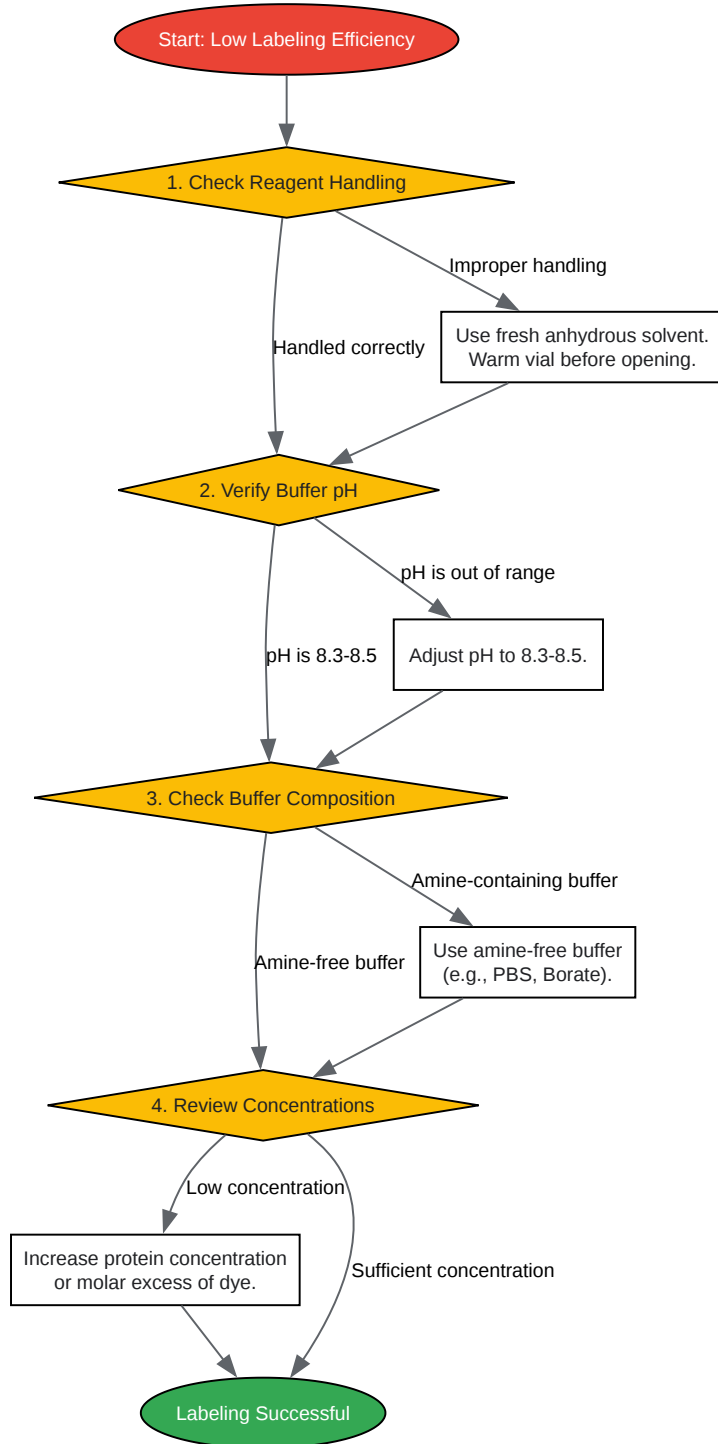 Start: Low Labeling Efficiency
1. Check Reagent Handling
Improper handling
Use fresh anhydrous solvent.
Warm vial before opening.
Handled correctly
2. Verify Buffer pH
pH is out of range
pH is 8.3-8.5
Adjust pH to 8.3-8.5.
3. Check Buffer Composition
Amine-containing buffer
Amine-free buffer
Use amine-free buffer
(e.g., PBS, Borate).
4. Review Concentrations
Low concentration
Increase protein concentration
or molar excess of dye.
Sufficient concentration
Labeling Successful